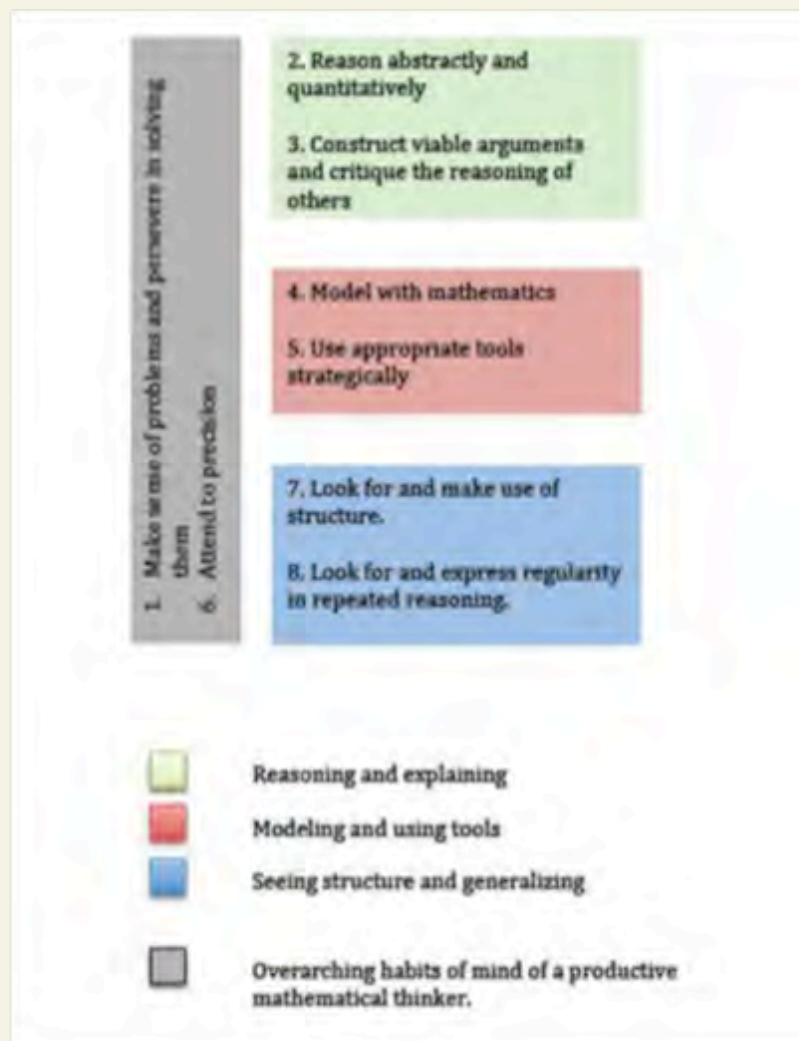 1. Make sense of problems and persevere in solving
them
6. Attend to precision
2. Reason abstractly and
quantitatively
3. Construct viable arguments
and critique the reasoning of
others
4. Model with mathematics
5. Use appropriate tools
strategically
7. Look for and make use of
structure.
8. Look for and express regularity
in repeated reasoning.
Reasoning and explaining
Modeling and using tools
Seeing structure and generalizing
Overarching habits of mind of a productive
mathematical thinker.